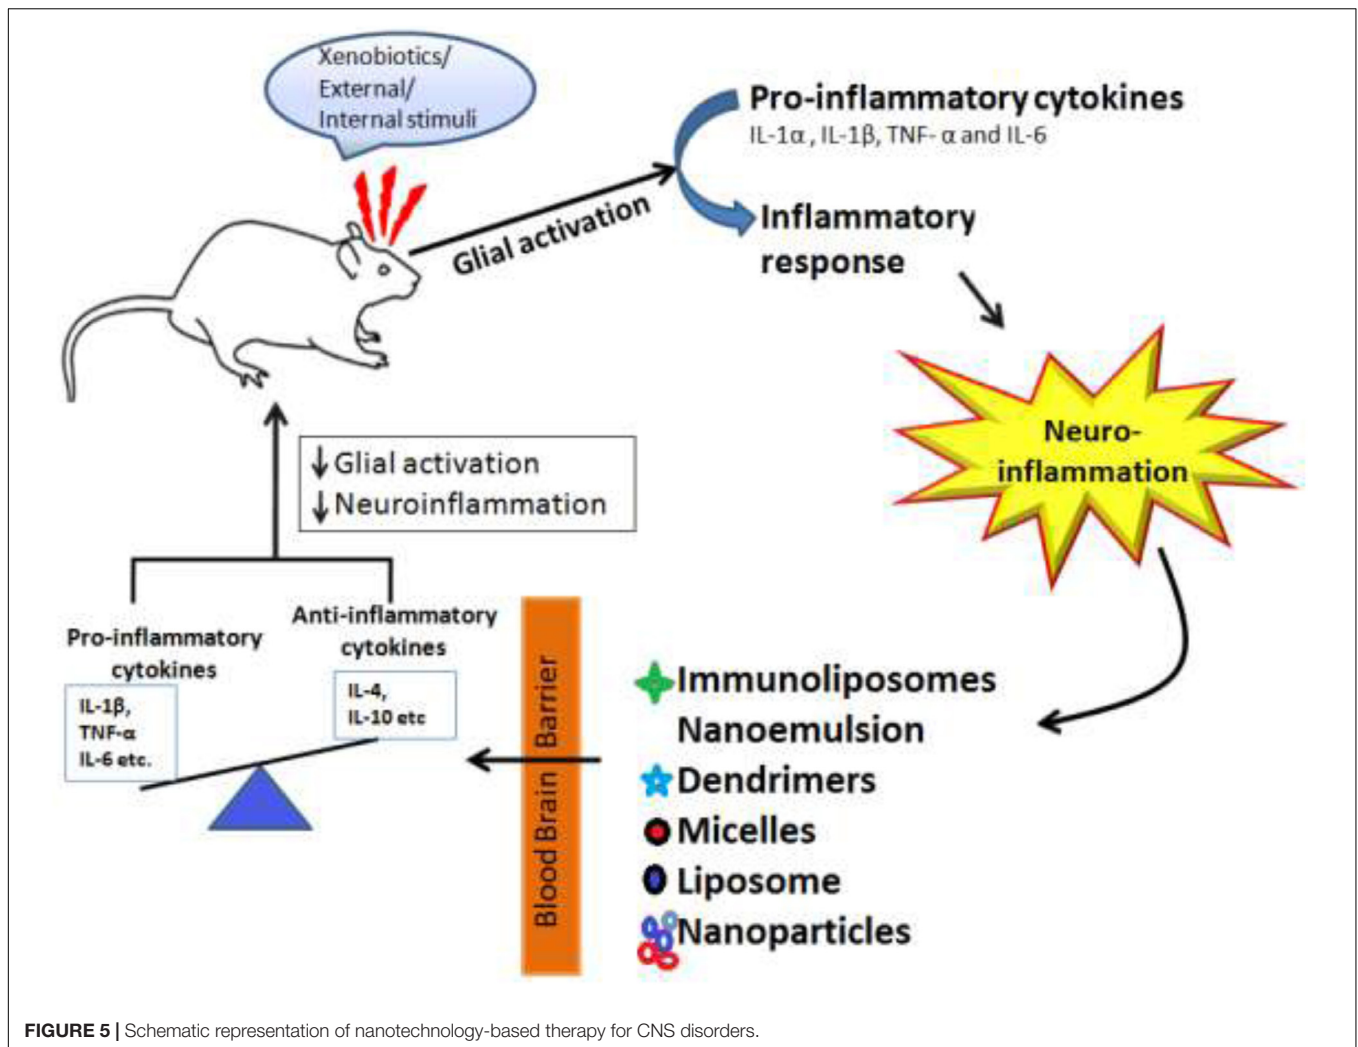 Xenobiotics/
External/
Internal stimuli
Pro-inflammatory cytokines
IL-1α , IL-1β, TNF- α and IL-6
Glial activation
Inflammatory
response
Neuro-
inflammation
↓ Glial activation
↓ Neuroinflammation
Pro-inflammatory
cytokines
IL-1β,
TNF-α
IL-6 etc.
Anti-inflammatory
cytokines
IL-4,
IL-10 etc
Blood Brain Barrier
Immunoliposomes
Nanoemulsion
Dendrimers
Micelles
Liposome
Nanoparticles
FIGURE 5 | Schematic representation of nanotechnology-based therapy for CNS disorders.